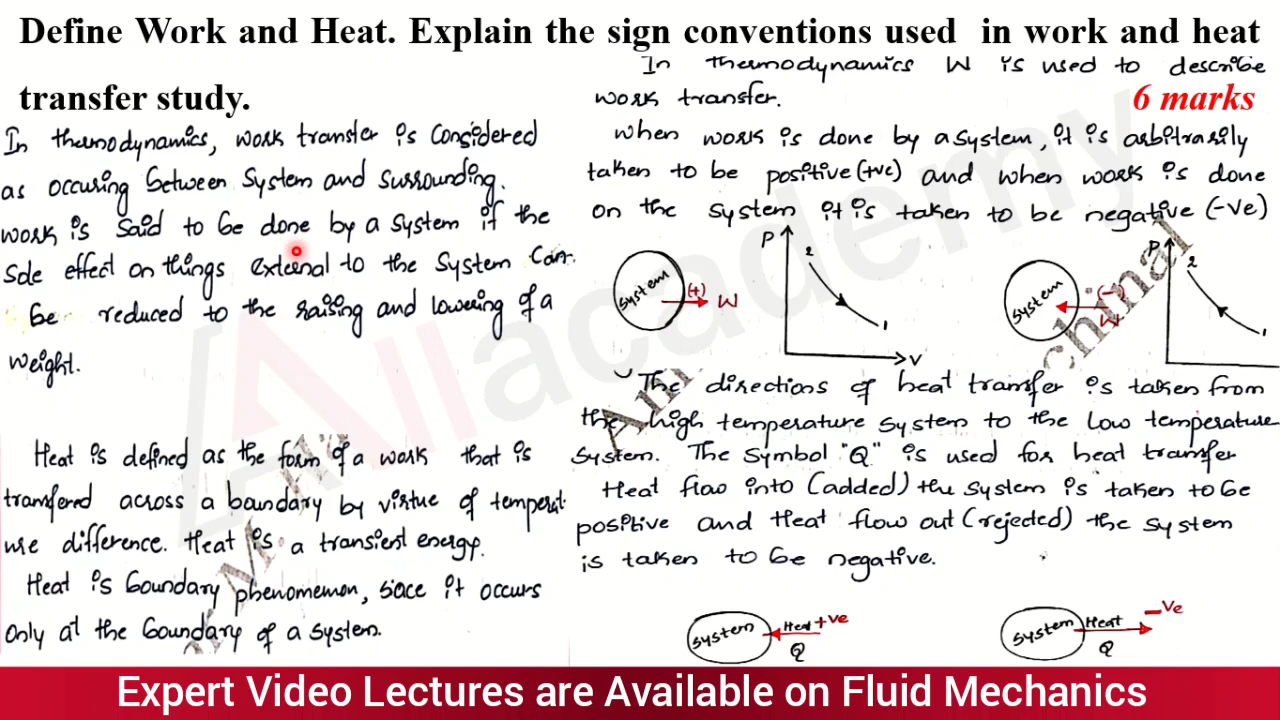 Define Work and Heat. Explain the sign conventions used in work and heat
transfer study.
6 marks
In thermodynamics, work transfer is considered
as occuring between system and surrounding.
work is said to be done by a system if the
sole effect on things external to the system can
be reduced to the raising and lowering of a
weight.
Heat is defined as the form of a work that is
transfered across a boundary by virtue of temperat
ure difference. Heat is a transient energy.
Heat is boundary phenomenon, since it occurs
only at the boundary of a system.
In thermodynamics W is used to describe
work transfer.
When work is done by a system, it is arbitrarily
taken to be positive (+ve) and when work is done
on the system it is taken to be negative (-ve)
System (+) W
P 2 1 V
System (-) W
P 2 1
The directions of heat transfer is taken from
the high temperature system to the low temperature
system. The symbol "Q" is used for heat transfer
Heat flow into (added) the system is taken to be
positive and Heat flow out (rejected) the system
is taken to be negative.
System Heat +ve Q
System Heat -Ve Q
Allacademy
Expert Video Lectures are Available on Fluid Mechanics